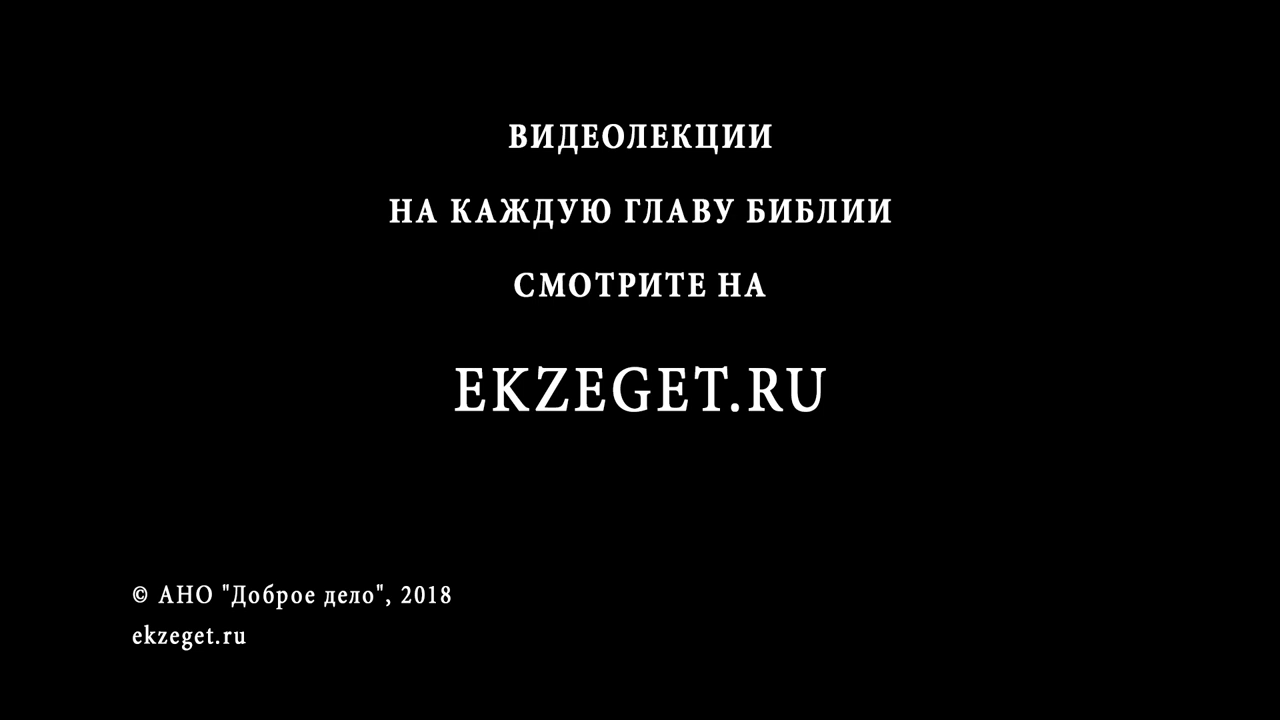 ВИДЕОЛЕКЦИИ
НА КАЖДУЮ ГЛАВУ БИБЛИИ
СМОТРИТЕ НА
EKZEGET.RU
© АНО "Доброе дело", 2018
ekzeget.ru